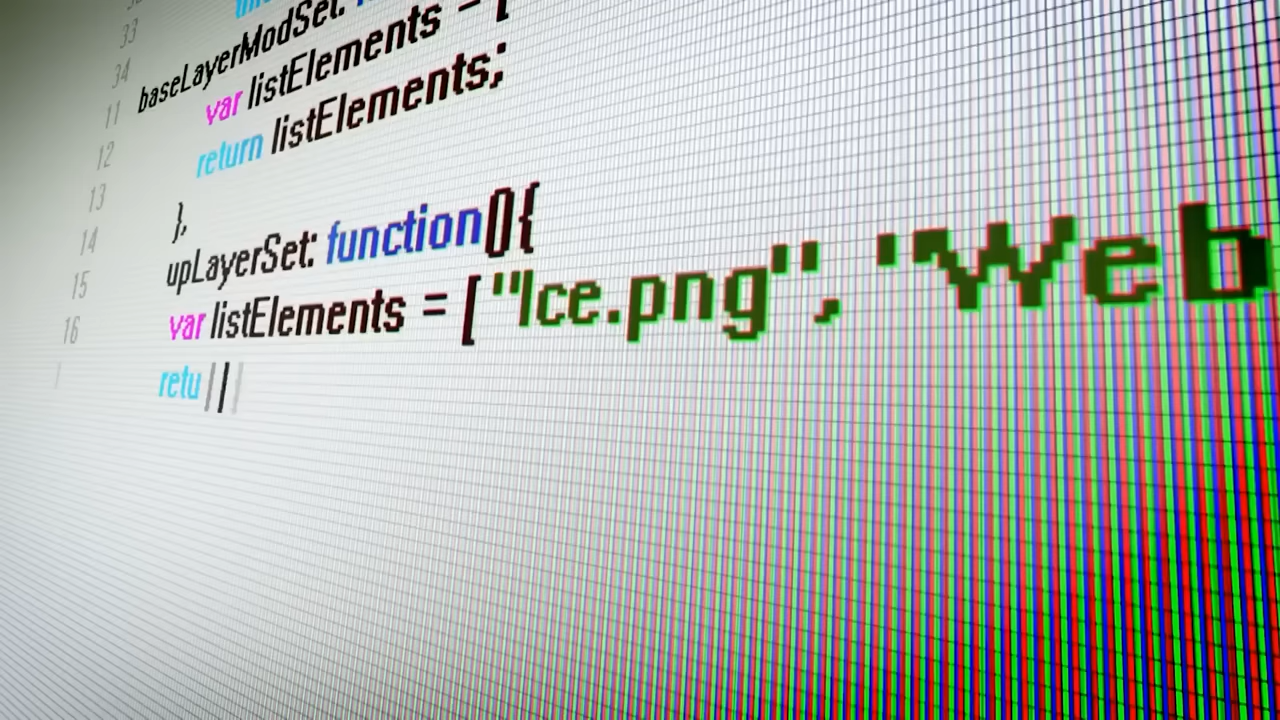 33
34
baseLayerModSet:
11 var listElements = [
12 return listElements;
13
14 },
15 upLayerSet: function(){
16 var listElements = ["Ice.png", "Web
retu